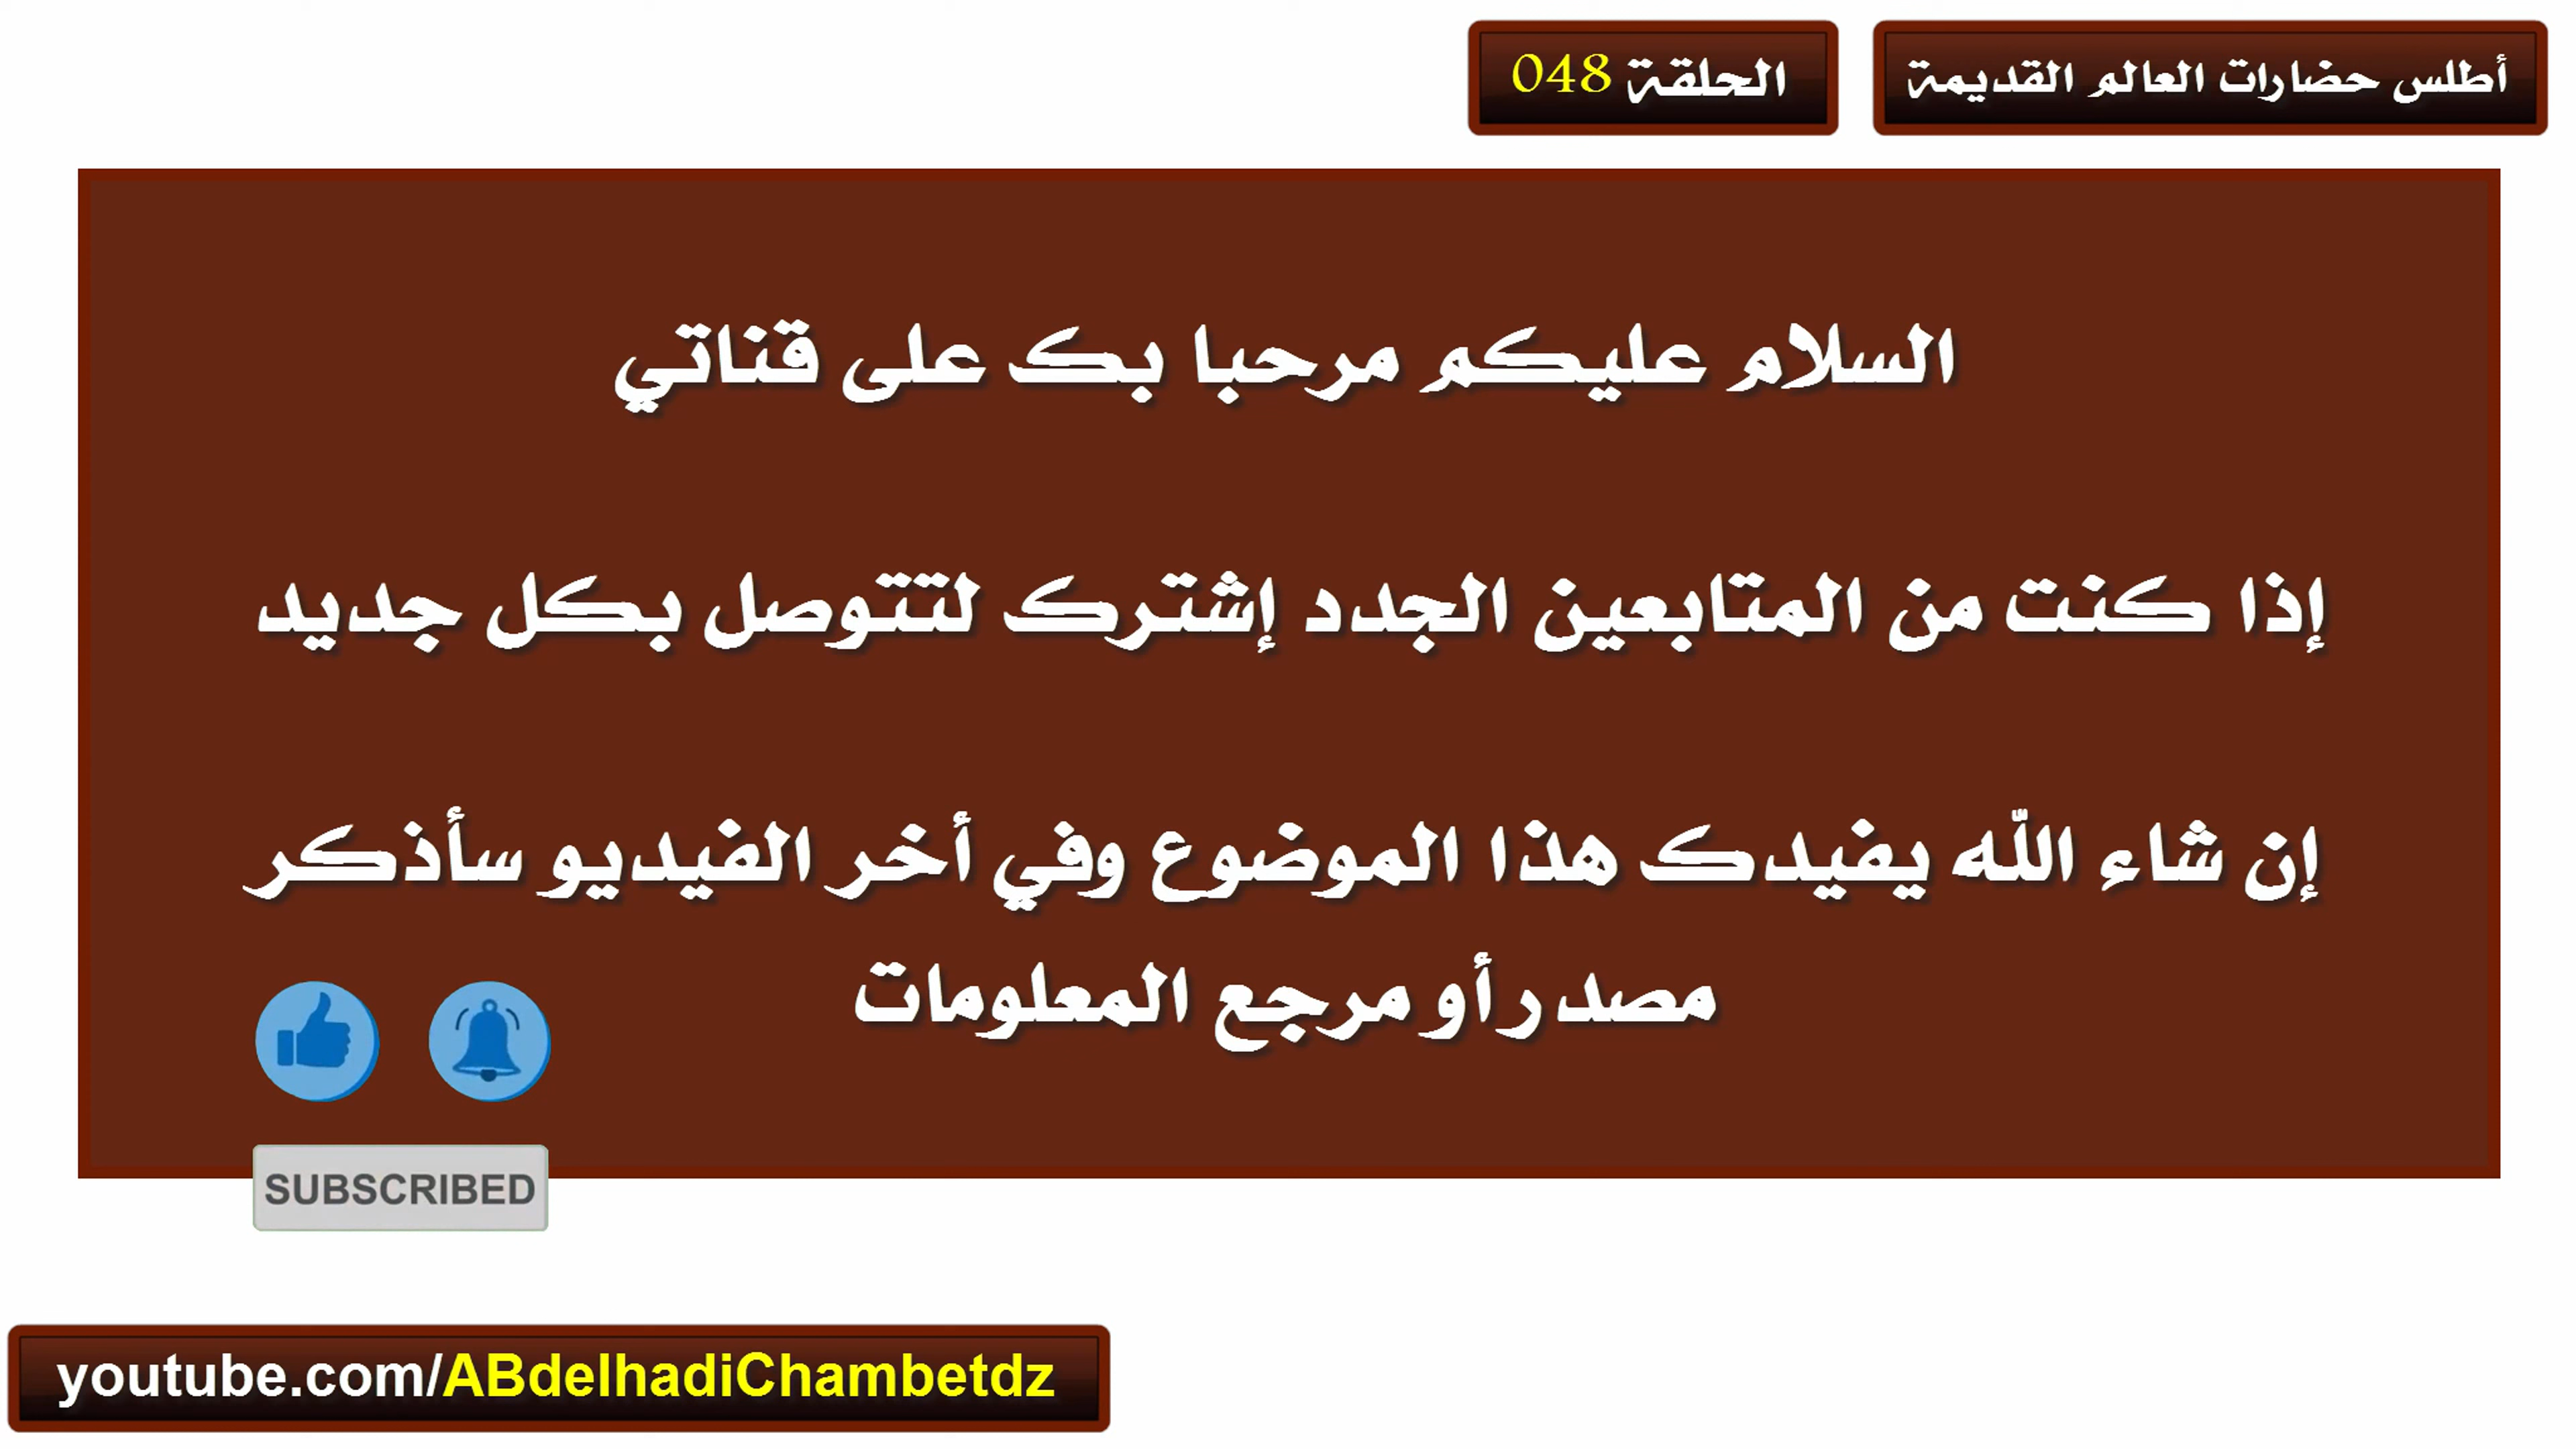 أطلس حضارات العالم القديمة
الحلقة 048
السلام عليكم مرحبا بك على قناتي
إذا كنت من المتابعين الجدد إشترك لتتوصل بكل جديد
إن شاء الله يفيدك هذا الموضوع وفي أخر الفيديو سأذكر
مصدر أو مرجع المعلومات
SUBSCRIBED
youtube.com/ABdelhadiChambetdz